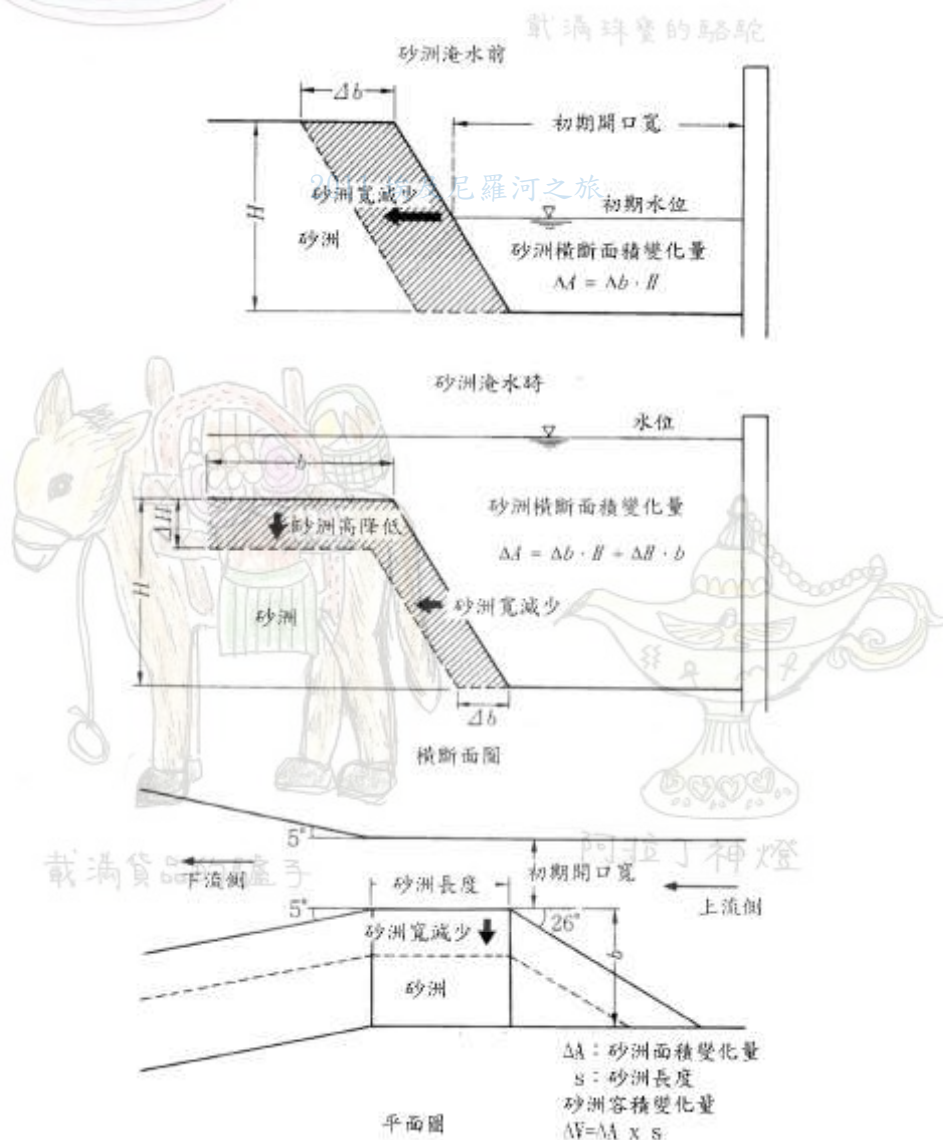 載滿珠寶的駱駝
砂洲淹水前
Δb
初期開口寬
2011 埃及尼羅河之旅
砂洲寬減少
初期水位
H
砂洲
砂洲橫斷面積變化量
ΔA = Δb · H
砂洲淹水時
水位
b
砂洲橫斷面積變化量
ΔH
砂洲高降低
ΔA = Δb · H + ΔH · b
H
砂洲寬減少
砂洲
Δb
橫斷面圖
5°
載滿貨品的驢子
阿拉丁神燈
下流側
砂洲長度
初期開口寬
上流側
5°
26°
砂洲寬減少
b
砂洲
ΔA：砂洲面積變化量
s：砂洲長度
砂洲容積變化量
平面圖
ΔV=ΔA x s